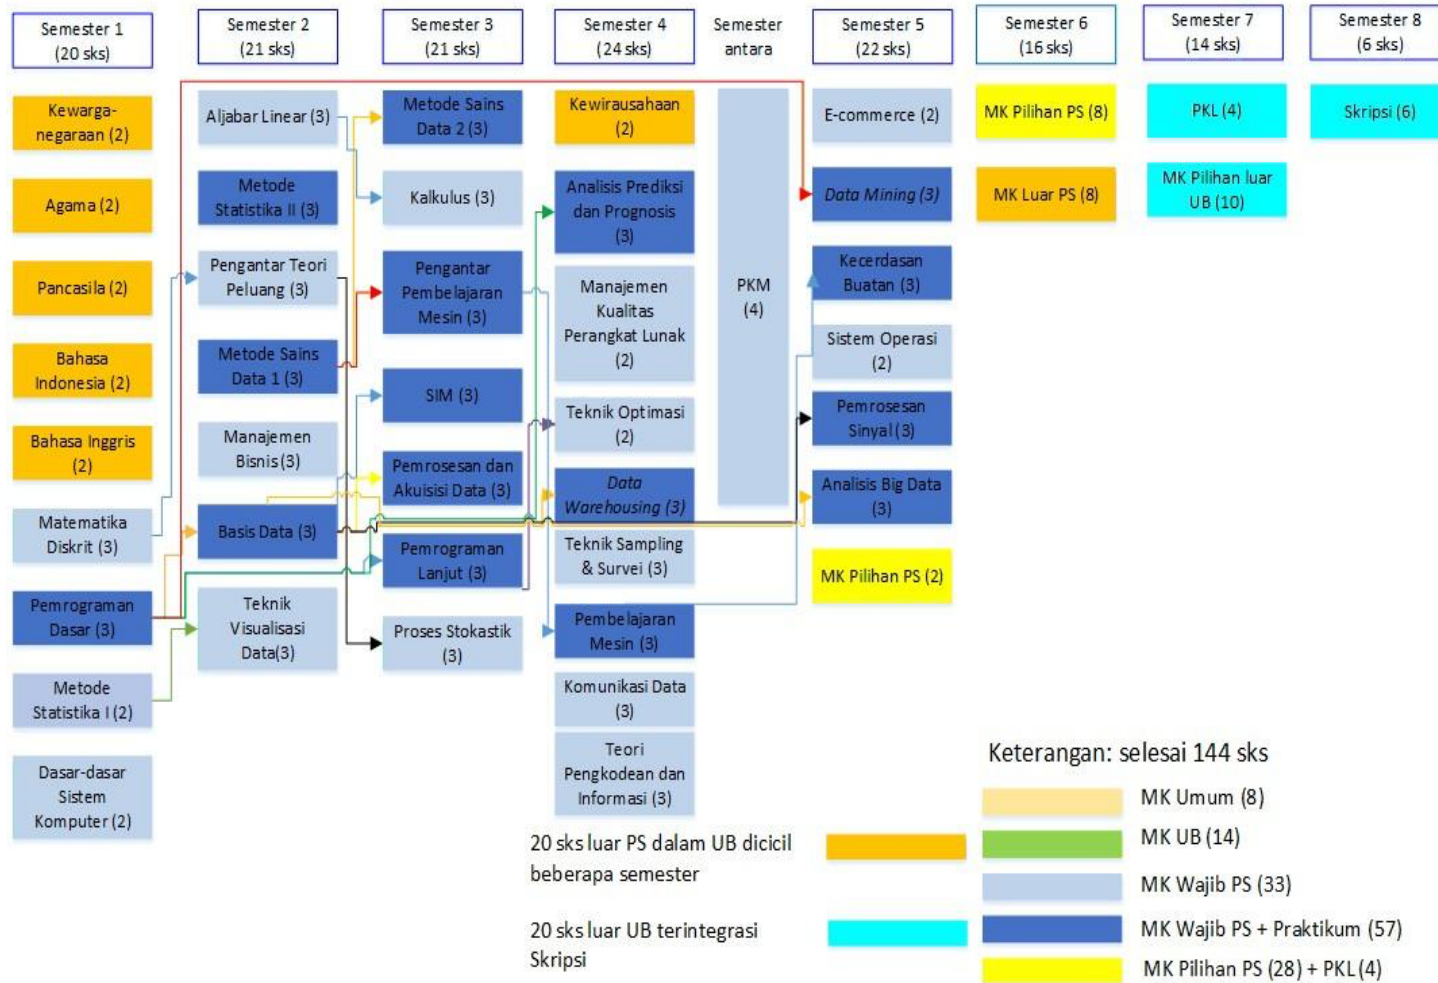 Semester 1
(20 sks)
Kewarga-
negaraan (2)
Agama (2)
Pancasila (2)
Bahasa
Indonesia (2)
Bahasa Inggris
(2)
Matematika
Diskrit (3)
Pemrograman
Dasar (3)
Metode
Statistika I (2)
Dasar-dasar
Sistem
Komputer (2)
Semester 2
(21 sks)
Aljabar Linear (3)
Metode
Statistika II (3)
Pengantar Teori
Peluang (3)
Metode Sains
Data 1 (3)
Manajemen
Bisnis (3)
Basis Data (3)
Teknik
Visualisasi
Data(3)
Semester 3
(21 sks)
Metode Sains
Data 2 (3)
Kalkulus (3)
Pengantar
Pembelajaran
Mesin (3)
SIM (3)
Pemrosesan dan
Akuisisi Data (3)
Pemrograman
Lanjut (3)
Proses Stokastik
(3)
Semester 4
(24 sks)
Kewirausahaan
(2)
Analisis Prediksi
dan Prognosis
(3)
Manajemen
Kualitas
Perangkat Lunak
(2)
Teknik Optimasi
(2)
Data
Warehousing (3)
Teknik Sampling
& Survei (3)
Pembelajaran
Mesin (3)
Komunikasi Data
(3)
Teori
Pengkodean dan
Informasi (3)
Semester
antara
PKM
(4)
Semester 5
(22 sks)
E-commerce (2)
Data Mining (3)
Kecerdasan
Buatan (3)
Sistem Operasi
(2)
Pemrosesan
Sinyal (3)
Analisis Big Data
(3)
MK Pilihan PS (2)
Semester 6
(16 sks)
MK Pilihan PS (8)
MK Luar PS (8)
Semester 7
(14 sks)
PKL (4)
MK Pilihan luar
UB (10)
Semester 8
(6 sks)
Skripsi (6)
Keterangan: selesai 144 sks
MK Umum (8)
MK UB (14)
MK Wajib PS (33)
MK Wajib PS + Praktikum (57)
MK Pilihan PS (28) + PKL (4)
20 sks luar PS dalam UB dicicil
beberapa semester
20 sks luar UB terintegrasi
Skripsi